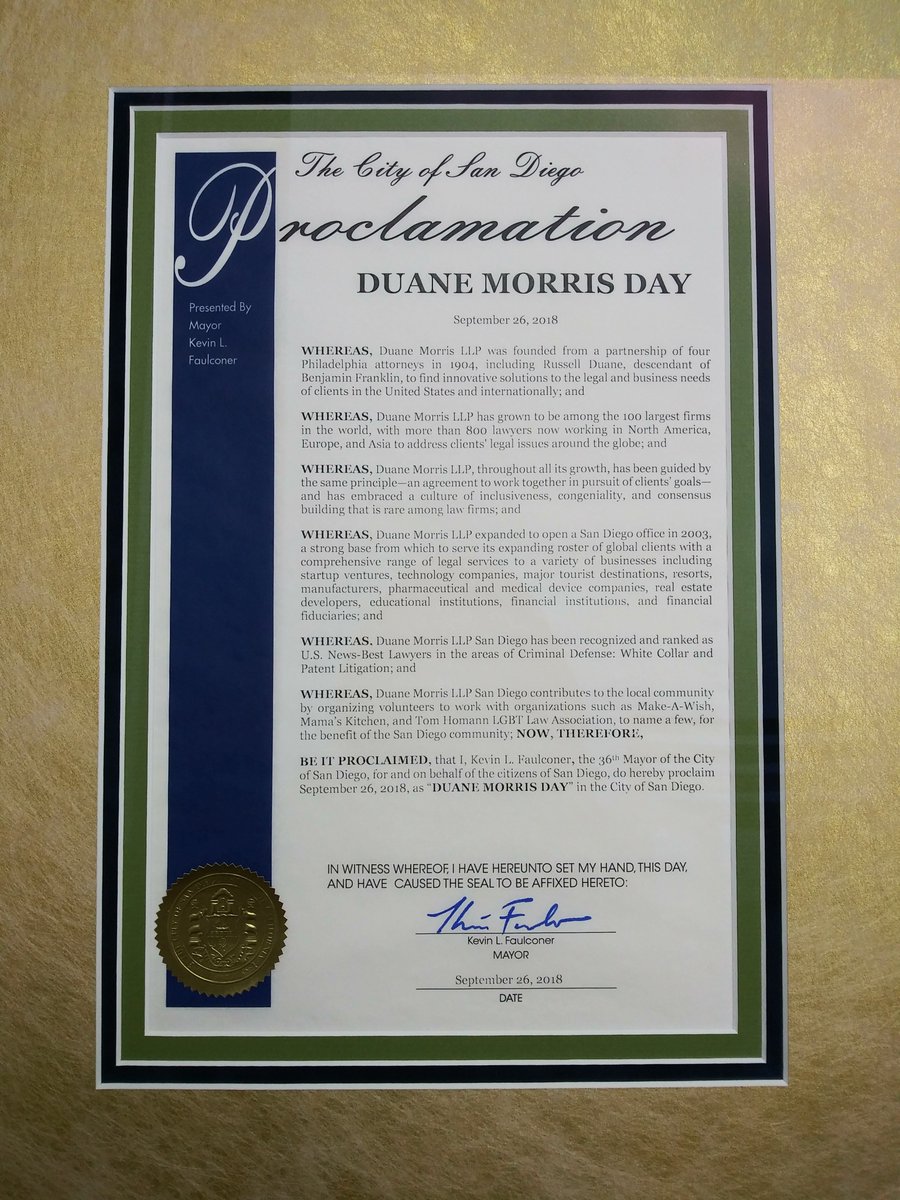 The City of San Diego
Proclamation
DUANE MORRIS DAY
September 26, 2018
Presented By
Mayor
Kevin L.
Faulconer
WHEREAS, Duane Morris LLP was founded from a partnership of four
Philadelphia attorneys in 1904, including Russell Duane, descendant of
Benjamin Franklin, to find innovative solutions to the legal and business needs
of clients in the United States and internationally; and
WHEREAS, Duane Morris LLP has grown to be among the 100 largest firms
in the world, with more than 800 lawyers now working in North America,
Europe, and Asia to address clients' legal issues around the globe; and
WHEREAS, Duane Morris LLP, throughout all its growth, has been guided by
the same principle—an agreement to work together in pursuit of clients' goals—
and has embraced a culture of inclusiveness, congeniality, and consensus
building that is rare among law firms; and
WHEREAS, Duane Morris LLP expanded to open a San Diego office in 2003,
a strong base from which to serve its expanding roster of global clients with a
comprehensive range of legal services to a variety of businesses including
startup ventures, technology companies, major tourist destinations, resorts,
manufacturers, pharmaceutical and medical device companies, real estate
developers, educational institutions, financial institutions, and financial
fiduciaries; and
WHEREAS, Duane Morris LLP San Diego has been recognized and ranked as
U.S. News-Best Lawyers in the areas of Criminal Defense: White Collar and
Patent Litigation; and
WHEREAS, Duane Morris LLP San Diego contributes to the local community
by organizing volunteers to work with organizations such as Make-A-Wish,
Mama's Kitchen, and Tom Homann LGBT Law Association, to name a few, for
the benefit of the San Diego community; NOW, THEREFORE,
BE IT PROCLAIMED, that I, Kevin L. Faulconer, the 36th Mayor of the City
of San Diego, for and on behalf of the citizens of San Diego, do hereby proclaim
September 26, 2018, as “DUANE MORRIS DAY” in the City of San Diego.
IN WITNESS WHEREOF, I HAVE HEREUNTO SET MY HAND, THIS DAY,
AND HAVE CAUSED THE SEAL TO BE AFFIXED HERETO:
Kevin L. Faulconer
MAYOR
September 26, 2018
DATE